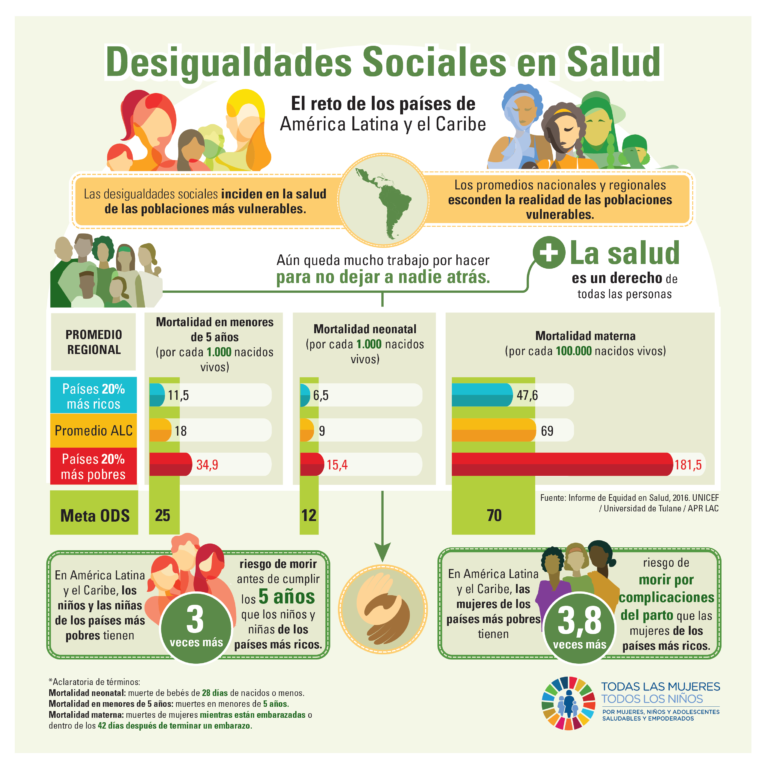 Desigualdades Sociales en Salud
El reto de los países de
América Latina y el Caribe
Las desigualdades sociales inciden en la salud
de las poblaciones más vulnerables.
Los promedios nacionales y regionales
esconden la realidad de las poblaciones
vulnerables.
Aún queda mucho trabajo por hacer
para no dejar a nadie atrás.
+ La salud
es un derecho de
todas las personas
PROMEDIO
REGIONAL
Mortalidad en menores
de 5 años
(por cada 1.000 nacidos
vivos)
Mortalidad neonatal
(por cada 1.000 nacidos
vivos)
Mortalidad materna
(por cada 100.000 nacidos vivos)
Países 20%
más ricos
11,5
6,5
47,6
Promedio ALC
18
9
69
Países 20%
más pobres
34,9
15,4
181,5
Meta ODS
25
12
70
Fuente: Informe de Equidad en Salud, 2016. UNICEF
/ Universidad de Tulane / APR LAC
En América Latina
y el Caribe, los
niños y las niñas
de los países más
pobres tienen
3
veces más
riesgo de morir
antes de cumplir
los 5 años
que los niños y
niñas de los
países más ricos.
En América Latina
y el Caribe, las
mujeres de los
países más pobres
tienen
3,8
veces más
riesgo de
morir por
complicaciones
del parto que las
mujeres de los
países más ricos.
*Aclaratoria de términos:
Mortalidad neonatal: muerte de bebés de 28 días de nacidos o menos.
Mortalidad en menores de 5 años: muertes en menores de 5 años.
Mortalidad materna: muertes de mujeres mientras están embarazadas o
dentro de los 42 días después de terminar un embarazo.
TODAS LAS MUJERES
TODOS LOS NIÑOS
POR MUJERES, NIÑOS Y ADOLESCENTES
SALUDABLES Y EMPODERADOS